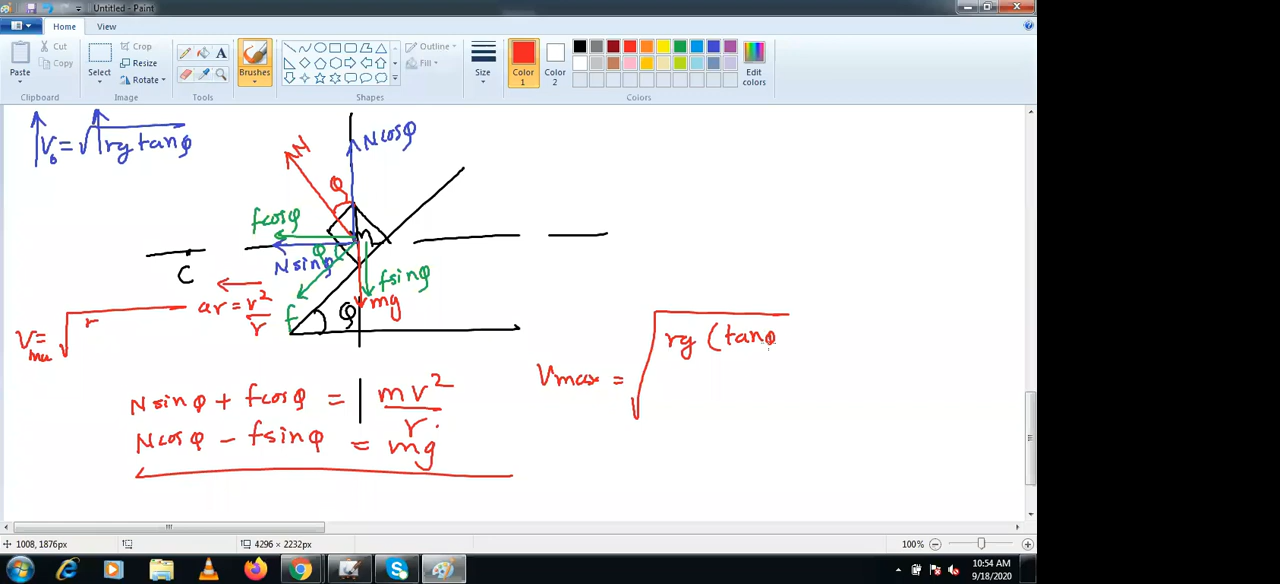 Untitled - Paint
Home View
Paste
Cut
Copy
Clipboard
Select
Crop
Resize
Rotate
Image
A
Tools
Brushes
Shapes
Outline
Fill
Size
Color 1
Color 2
Edit colors
Colors
V₀ = √rg tanφ
N
Ncosφ
φ
fcosφ
m
φ
Nsinφ
C
fsinφ
ar = v²/r
mg
f
φ
r
rg (tanφ
Vmax =
Nsinφ + fcosφ = mv²/r
Ncosφ - fsinφ = mg
1008, 1876px
4296 × 2232px
100%
10:54 AM
9/18/2020